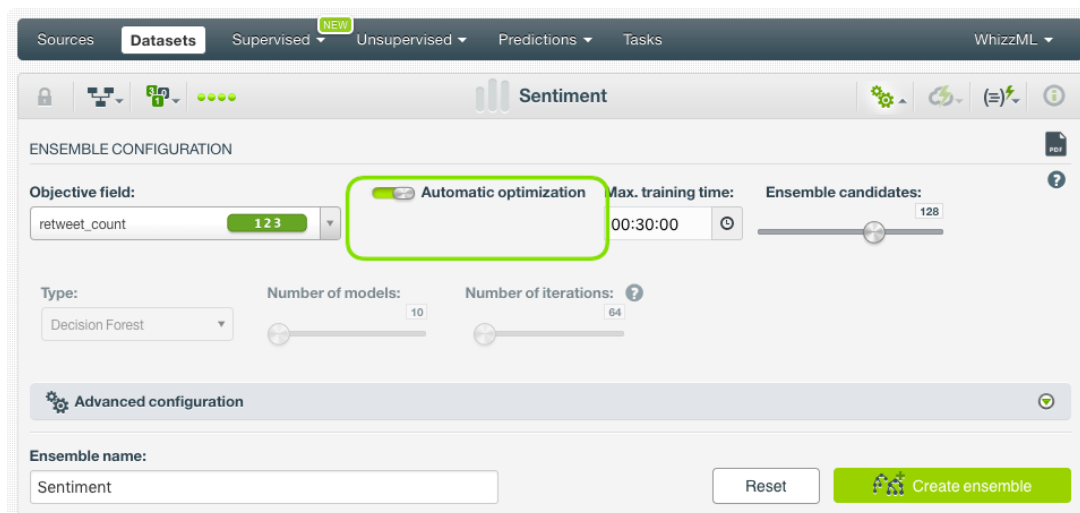 NEW
Sources Datasets Supervised Unsupervised Predictions Tasks WhizzML
Sentiment
ENSEMBLE CONFIGURATION
PDF
Objective field: Automatic optimization Max. training time: Ensemble candidates:
retweet_count 123 00:30:00 128
Type: Number of models: Number of iterations:
Decision Forest 10 64
Advanced configuration
Ensemble name:
Sentiment Reset Create ensemble